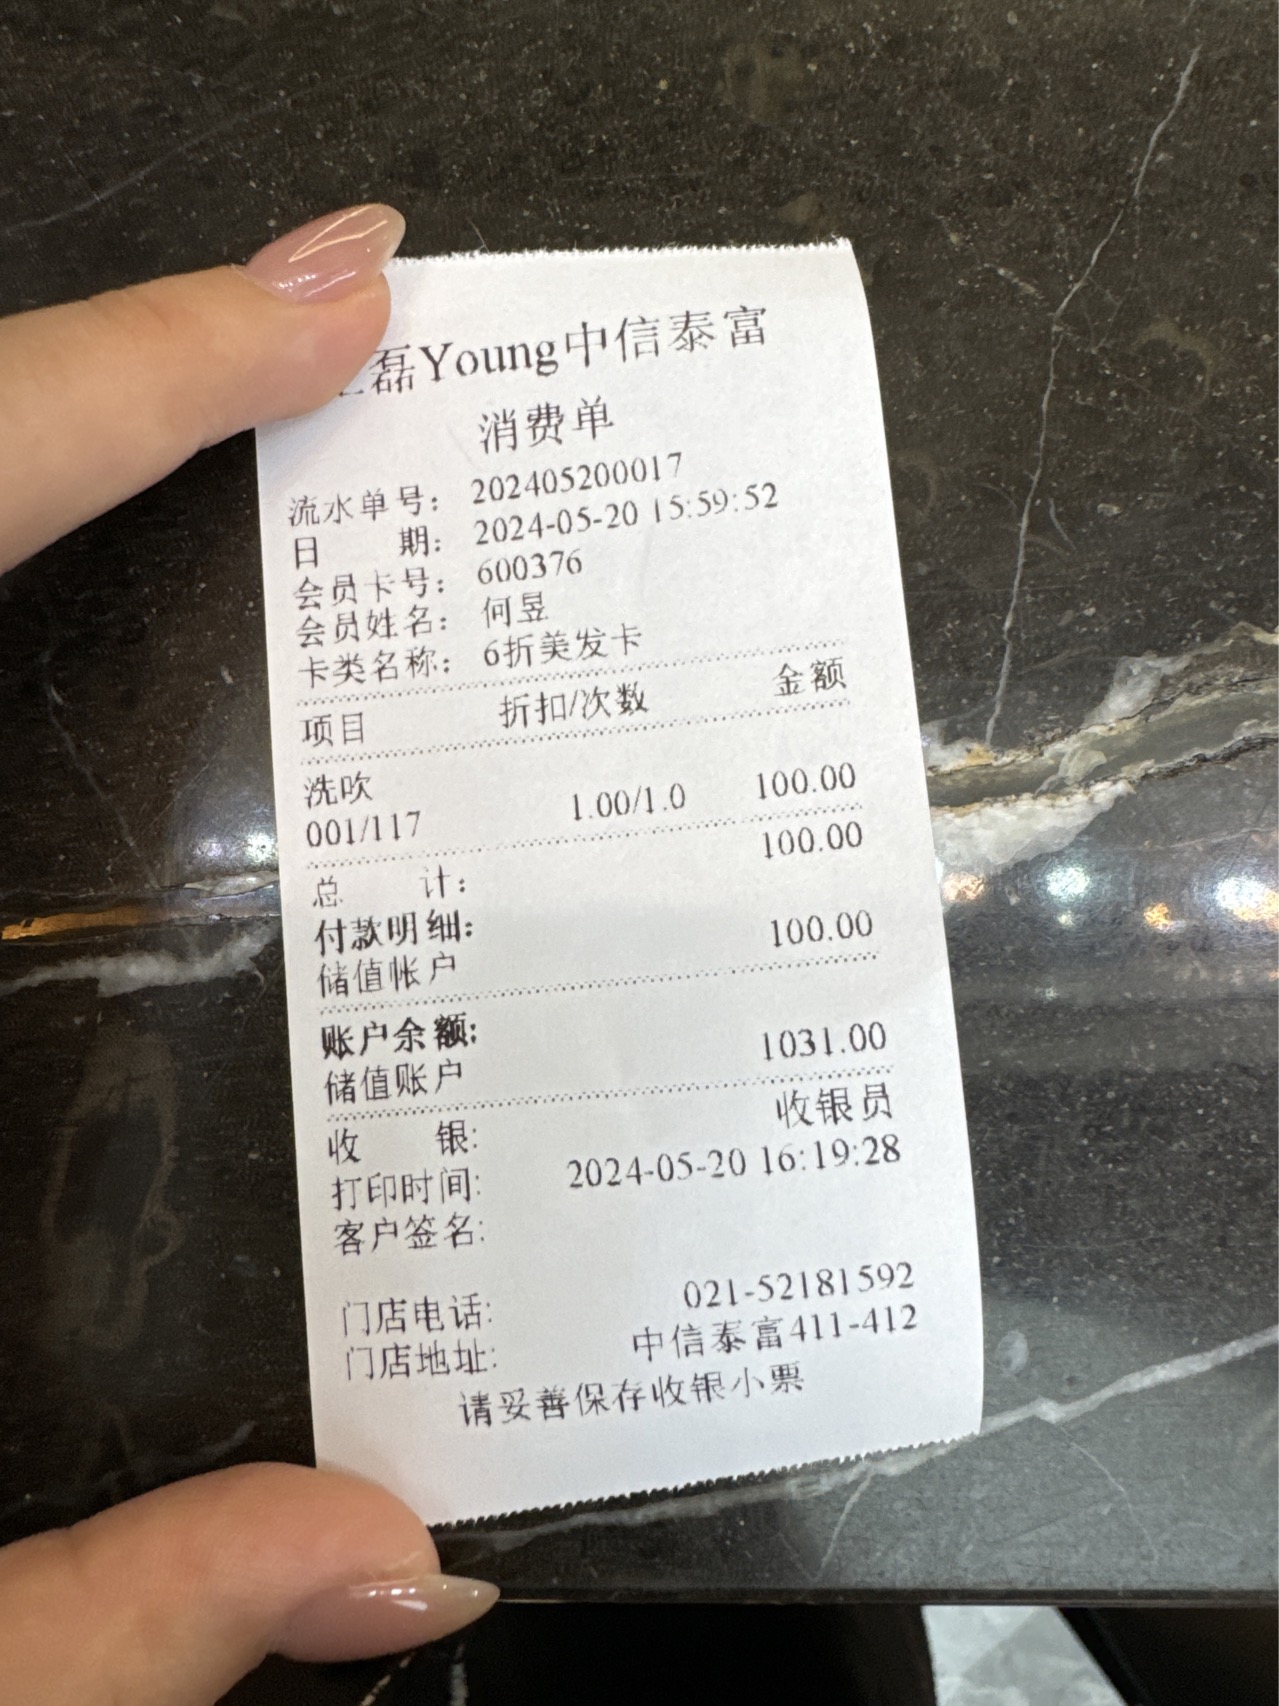 磊Young中信泰富
消费单
流水单号: 202405200017
日 期: 2024-05-20 15:59:52
会员卡号: 600376
会员姓名: 何昱
卡类名称: 6折美发卡
项目 折扣/次数 金额
洗吹
001/117 1.00/1.0 100.00
总 计: 100.00
付款明细:
储值帐户 100.00
账户余额:
储值账户 1031.00
收 银: 收银员
打印时间: 2024-05-20 16:19:28
客户签名:
门店电话: 021-52181592
门店地址: 中信泰富411-412
请妥善保存收银小票